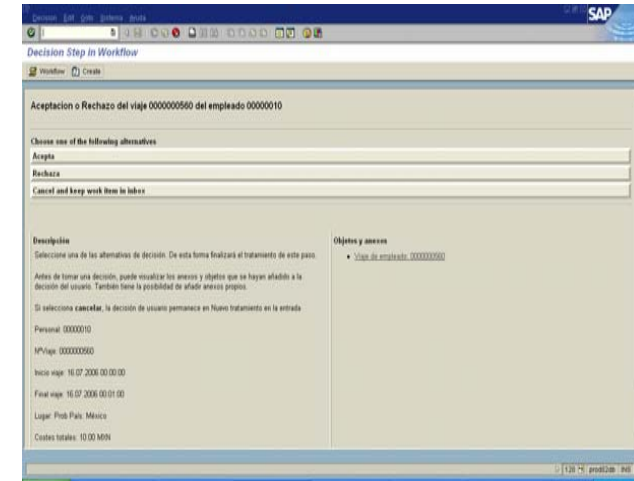 Decision Edit Goto Sistema Ayuda
SAP
Decision Step in Workflow
Workflow Create
Aceptacion o Rechazo del viaje 0000000560 del empleado 00000010
Choose one of the following alternatives
Acepta
Rechaza
Cancel and keep work item in inbox
Descripción
Objetos y anexos
Seleccione una de las alternativas de decisión. De esta forma finalizará el tratamiento de este paso.
Viaje de empleado: 0000000560
Antes de tomar una decisión, puede visualizar los anexos y objetos que se hayan añadido a la
decisión del usuario. También tiene la posibilidad de añadir anexos propios.
Si selecciona cancelar, la decisión de usuario permanece en Nuevo tratamiento en la entrada
Personal: 00000010
NºViaje: 0000000560
Inicio viaje: 16.07.2006 00:00:00
Final viaje: 16.07.2006 00:01:00
Lugar: Prob País: México
Costes totales: 10.00 MXN